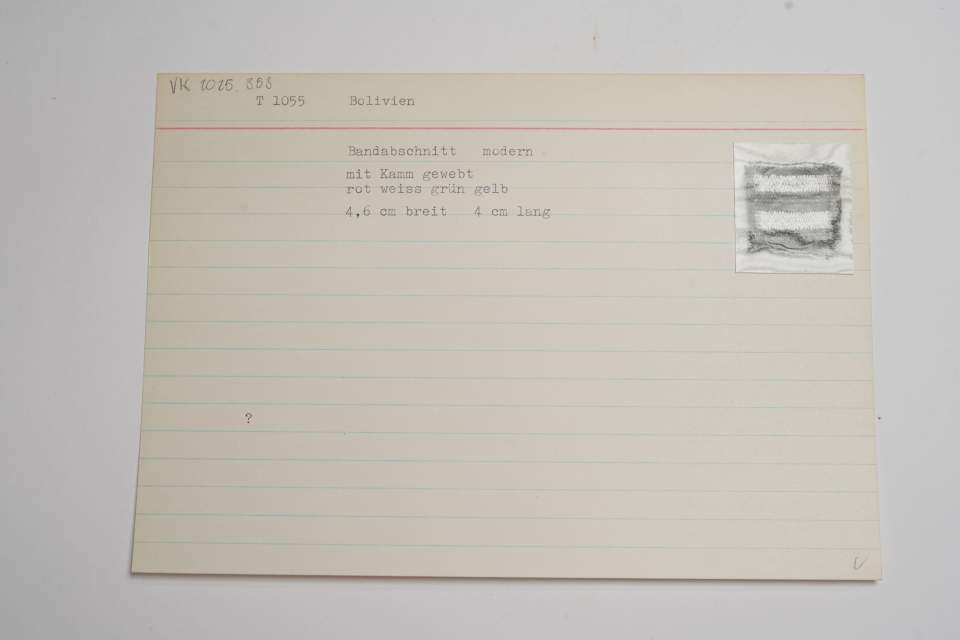 VK 1015.858
T 1055 Bolivien
Bandabschnitt modern
mit Kamm gewebt
rot weiss grün gelb
4,6 cm breit 4 cm lang
?